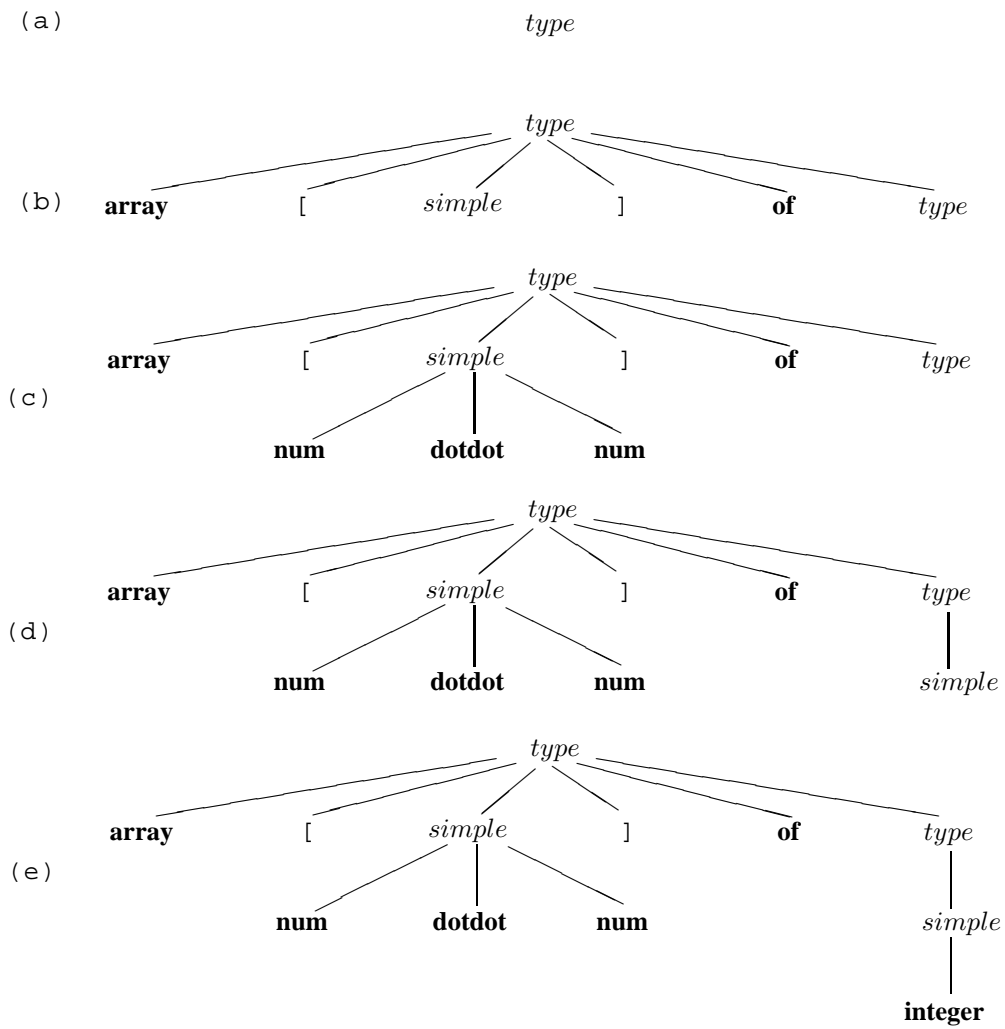 (a) type
type
(b) array [ simple ] of type
type
array [ simple ] of type
(c)
num dotdot num
type
array [ simple ] of type
(d)
num dotdot num simple
type
array [ simple ] of type
(e)
num dotdot num simple
integer